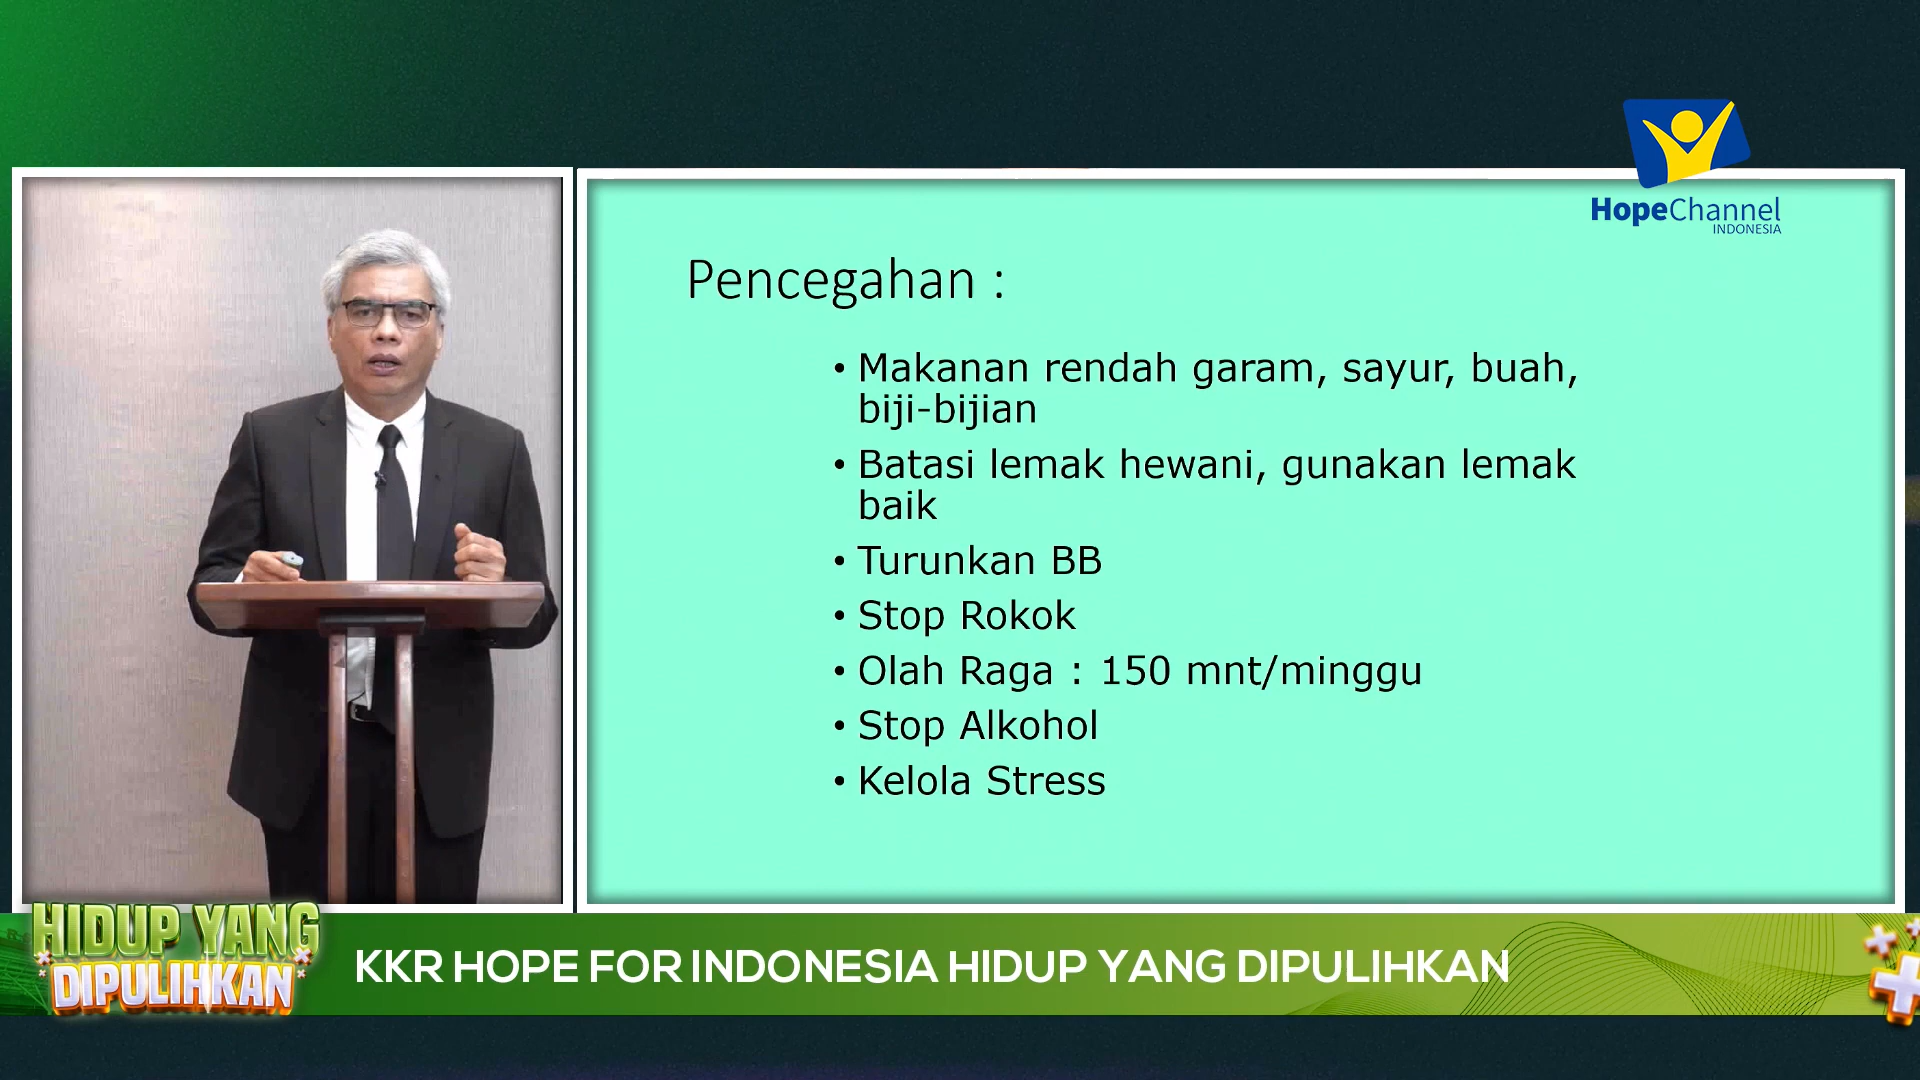 HopeChannel
INDONESIA
Pencegahan :
• Makanan rendah garam, sayur, buah,
biji-bijian
• Batasi lemak hewani, gunakan lemak
baik
• Turunkan BB
• Stop Rokok
• Olah Raga : 150 mnt/minggu
• Stop Alkohol
• Kelola Stress
HIDUP YANG
DIPULIHKAN
KKR HOPE FOR INDONESIA HIDUP YANG DIPULIHKAN